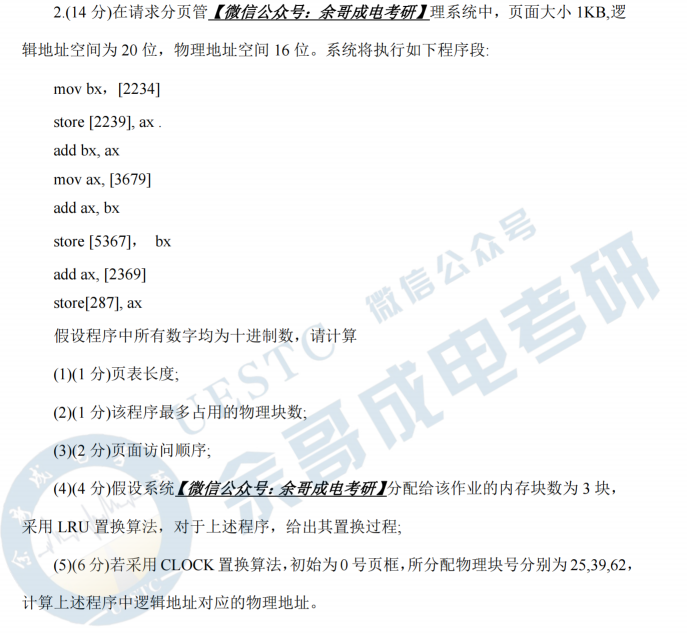 2.(14 分)在请求分页管【微信公众号：余哥成电考研】理系统中，页面大小 1KB,逻
辑地址空间为 20 位，物理地址空间 16 位。系统将执行如下程序段:
mov bx，[2234]
store [2239], ax .
add bx, ax
mov ax, [3679]
add ax, bx
store [5367]， bx
add ax, [2369]
store[287], ax
假设程序中所有数字均为十进制数，请计算
(1)(1 分)页表长度;
(2)(1 分)该程序最多占用的物理块数;
(3)(2 分)页面访问顺序;
(4)(4 分)假设系统【微信公众号：余哥成电考研】分配给该作业的内存块数为 3 块，
采用 LRU 置换算法，对于上述程序，给出其置换过程;
(5)(6 分)若采用 CLOCK 置换算法,初始为 0 号页框,所分配物理块号分别为 25,39,62，
计算上述程序中逻辑地址对应的物理地址。
微信公众号
余哥成电考研
UESTC